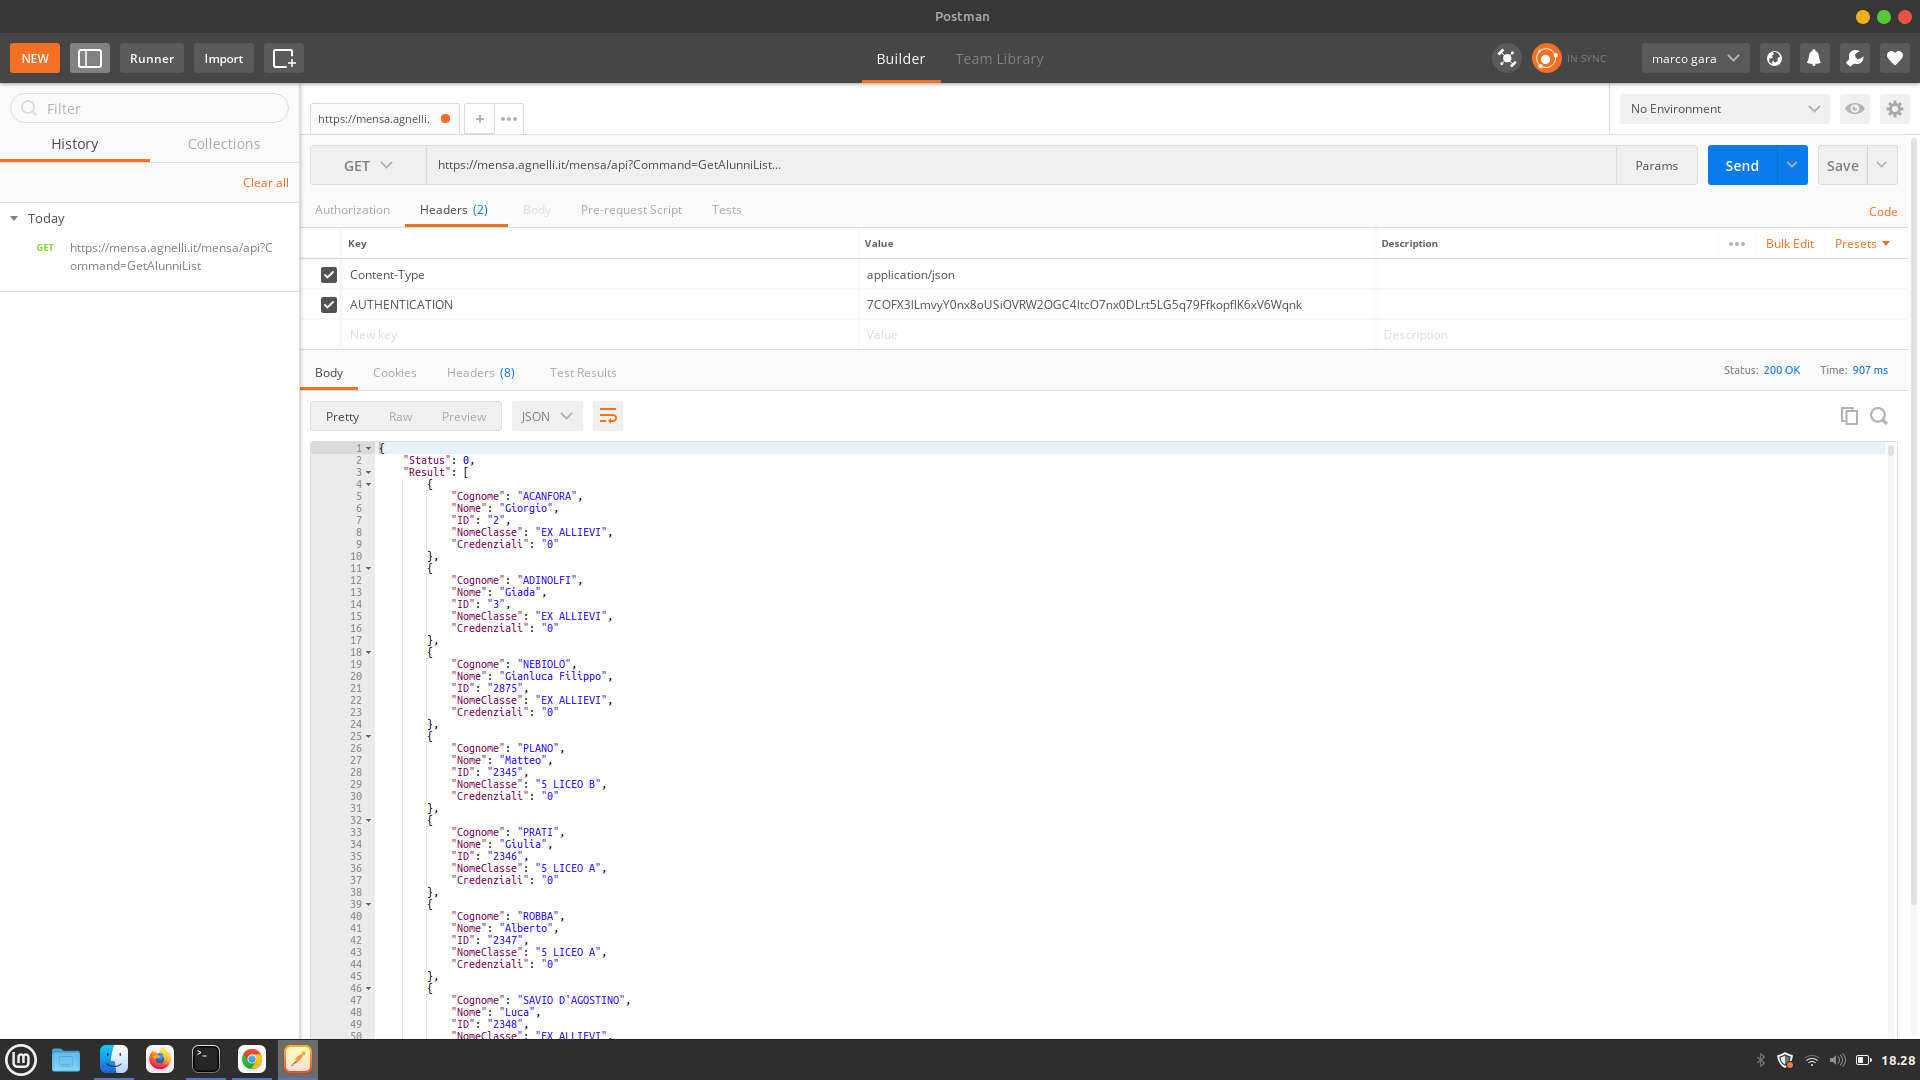 Postman
NEW
Runner
Import
Builder
Team Library
IN SYNC
marco gara
Filter
History
Collections
Clear all
Today
GET
https://mensa.agnelli.it/mensa/api?C
ommand=GetAlunniList
https://mensa.agnelli.
+
•••
No Environment
GET
https://mensa.agnelli.it/mensa/api?Command=GetAlunniList...
Params
Send
Save
Authorization
Headers (2)
Body
Pre-request Script
Tests
Code
Key
Value
Description
•••
Bulk Edit
Presets
Content-Type
application/json
AUTHENTICATION
New key
Value
Description
Body
Cookies
Headers (8)
Test Results
Status: 200 OK
Time: 907 ms
Pretty
Raw
Preview
JSON
1 {
2 "Status": 0,
3 "Result": [
4 {
5 "Cognome": "ACANFORA",
6 "Nome": "Giorgio",
7 "ID": "2",
8 "NomeClasse": "EX ALLIEVI",
9 "Credenziali": "0"
10 },
11 {
12 "Cognome": "ADINOLFI",
13 "Nome": "Giada",
14 "ID": "3",
15 "NomeClasse": "EX ALLIEVI",
16 "Credenziali": "0"
17 },
18 {
19 "Cognome": "NEBIOLO",
20 "Nome": "Gianluca Filippo",
21 "ID": "2875",
22 "NomeClasse": "EX ALLIEVI",
23 "Credenziali": "0"
24 },
25 {
26 "Cognome": "PLANO",
27 "Nome": "Matteo",
28 "ID": "2345",
29 "NomeClasse": "5 LICEO B",
30 "Credenziali": "0"
31 },
32 {
33 "Cognome": "PRATI",
34 "Nome": "Giulia",
35 "ID": "2346",
36 "NomeClasse": "5 LICEO A",
37 "Credenziali": "0"
38 },
39 {
40 "Cognome": "ROBBA",
41 "Nome": "Alberto",
42 "ID": "2347",
43 "NomeClasse": "5 LICEO A",
44 "Credenziali": "0"
45 },
46 {
47 "Cognome": "SAVIO D'AGOSTINO",
48 "Nome": "Luca",
49 "ID": "2348",
50 "NomeClasse": "EX ALLIEVI",
18.28